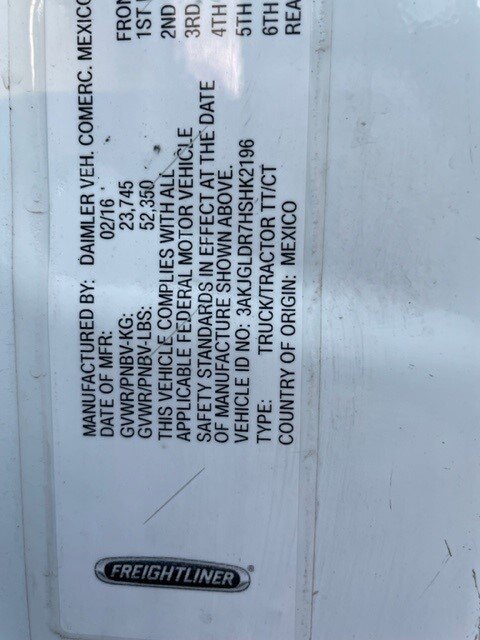 MANUFACTURED BY: DAIMLER VEH. COMERC. MEXICO
DATE OF MFR: 02/16
GVWR/PNBV-KG: 23,745
GVWR/PNBV-LBS: 52,350
THIS VEHICLE COMPLIES WITH ALL
APPLICABLE FEDERAL MOTOR VEHICLE
SAFETY STANDARDS IN EFFECT AT THE DATE
OF MANUFACTURE SHOWN ABOVE.
VEHICLE ID NO: 3AKJGLDR7HSHK2196
TYPE: TRUCK/TRACTOR TT/CT
COUNTRY OF ORIGIN: MEXICO
FRON
1ST
2ND
3RD
4TH
5TH
6TH
REA
FREIGHTLINER®